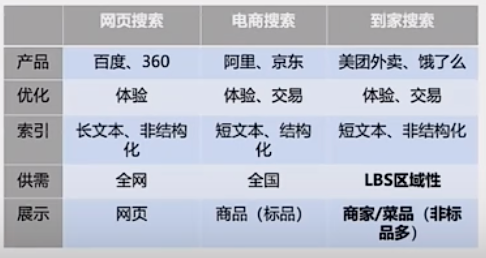 网页搜索 电商搜索 到家搜索
产品 百度、360 阿里、京东 美团外卖、饿了么
优化 体验 体验、交易 体验、交易
索引 长文本、非结构化 短文本、结构化 短文本、非结构化
供需 全网 全国 LBS区域性
展示 网页 商品（标品） 商家/菜品（非标品多）